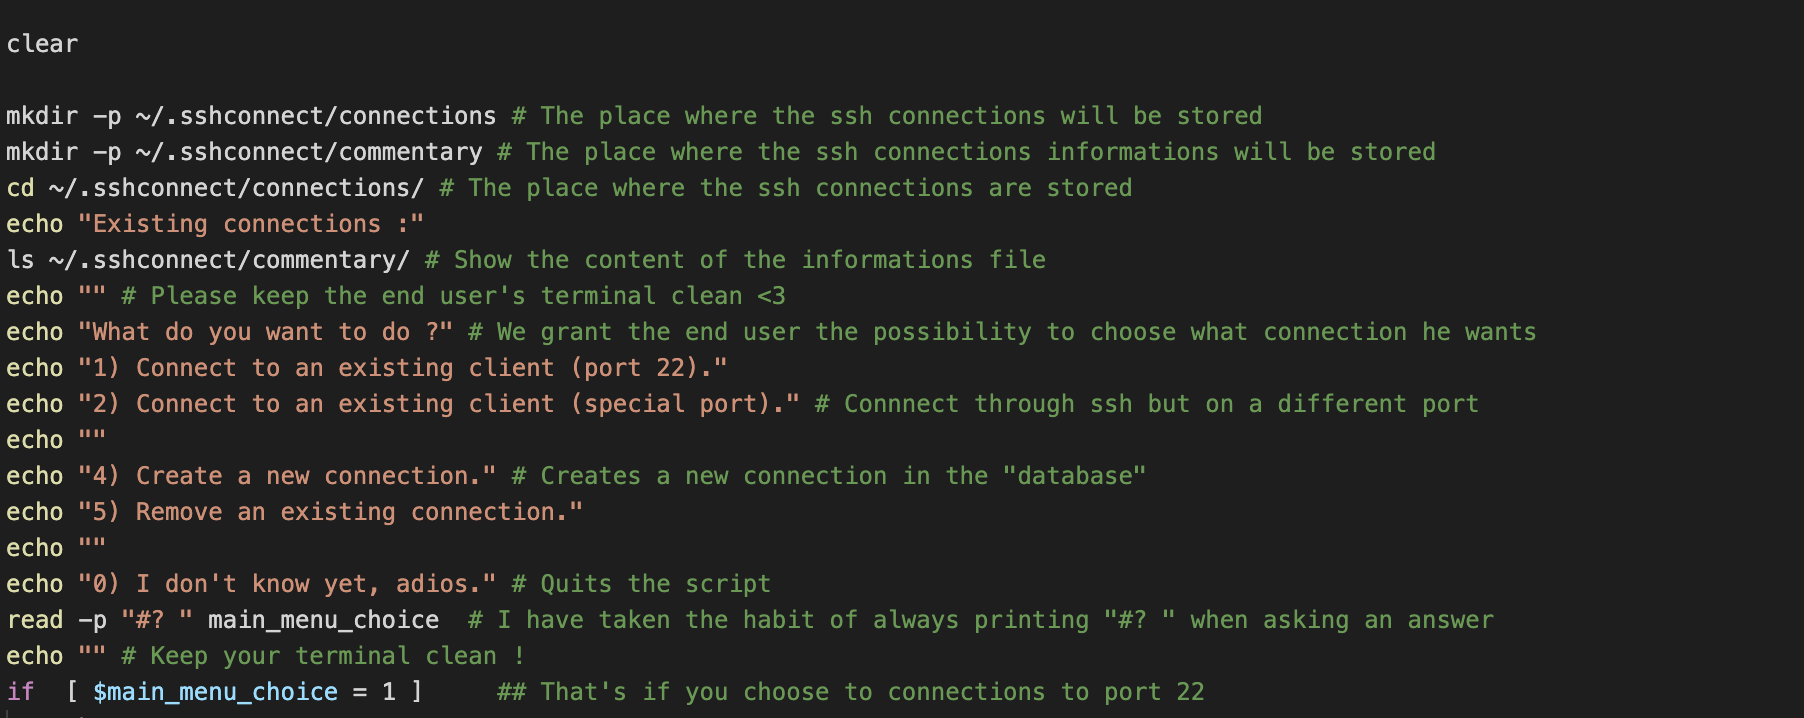 clear
mkdir -p ~/.sshconnect/connections # The place where the ssh connections will be stored
mkdir -p ~/.sshconnect/commentary # The place where the ssh connections informations will be stored
cd ~/.sshconnect/connections/ # The place where the ssh connections are stored
echo "Existing connections :"
ls ~/.sshconnect/commentary/ # Show the content of the informations file
echo "" # Please keep the end user's terminal clean <3
echo "What do you want to do ?" # We grant the end user the possibility to choose what connection he wants
echo "1) Connect to an existing client (port 22)."
echo "2) Connect to an existing client (special port)." # Connnect through ssh but on a different port
echo ""
echo "4) Create a new connection." # Creates a new connection in the "database"
echo "5) Remove an existing connection."
echo ""
echo "0) I don't know yet, adios." # Quits the script
read -p "#? " main_menu_choice  # I have taken the habit of always printing "#? " when asking an answer
echo "" # Keep your terminal clean !
if  [ $main_menu_choice = 1 ]     ## That's if you choose to connections to port 22